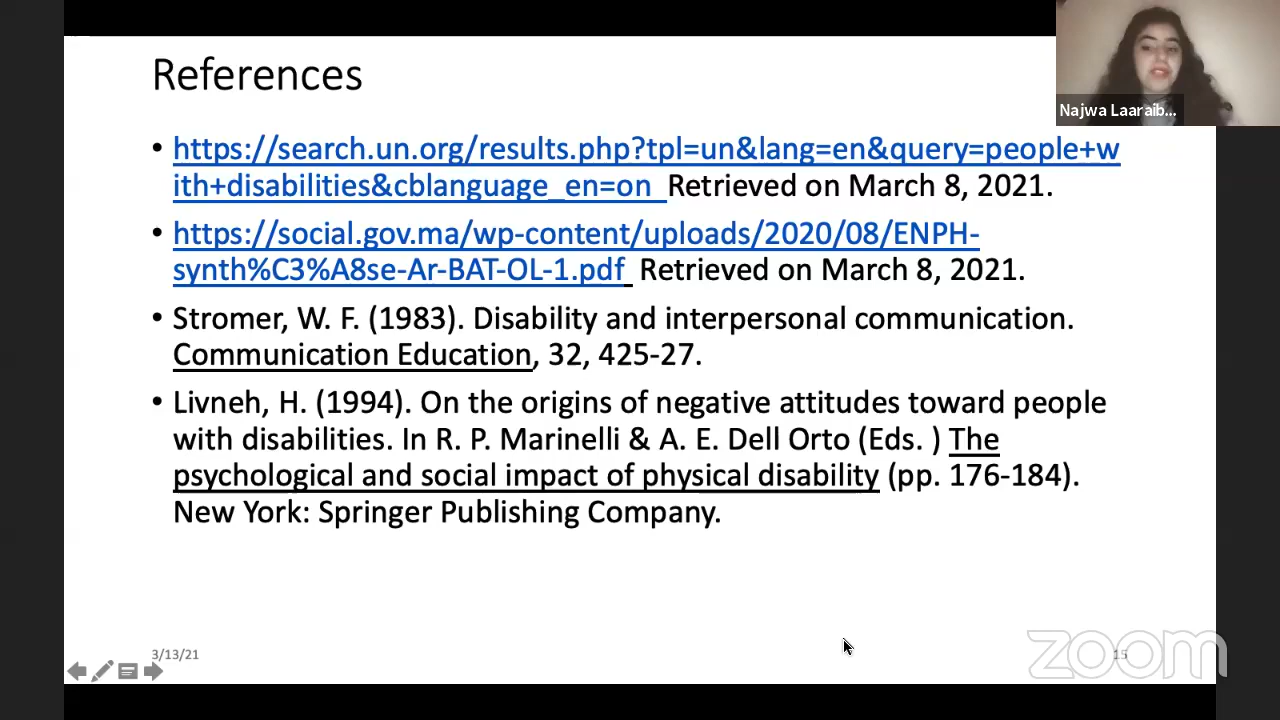 References
Najwa Laaraib...
• https://search.un.org/results.php?tpl=un&lang=en&query=people+w
ith+disabilities&cblanguage_en=on Retrieved on March 8, 2021.
• https://social.gov.ma/wp-content/uploads/2020/08/ENPH-
synth%C3%A8se-Ar-BAT-OL-1.pdf Retrieved on March 8, 2021.
• Stromer, W. F. (1983). Disability and interpersonal communication.
Communication Education, 32, 425-27.
• Livneh, H. (1994). On the origins of negative attitudes toward people
with disabilities. In R. P. Marinelli & A. E. Dell Orto (Eds. ) The
psychological and social impact of physical disability (pp. 176-184).
New York: Springer Publishing Company.
3/13/21
15
zoom